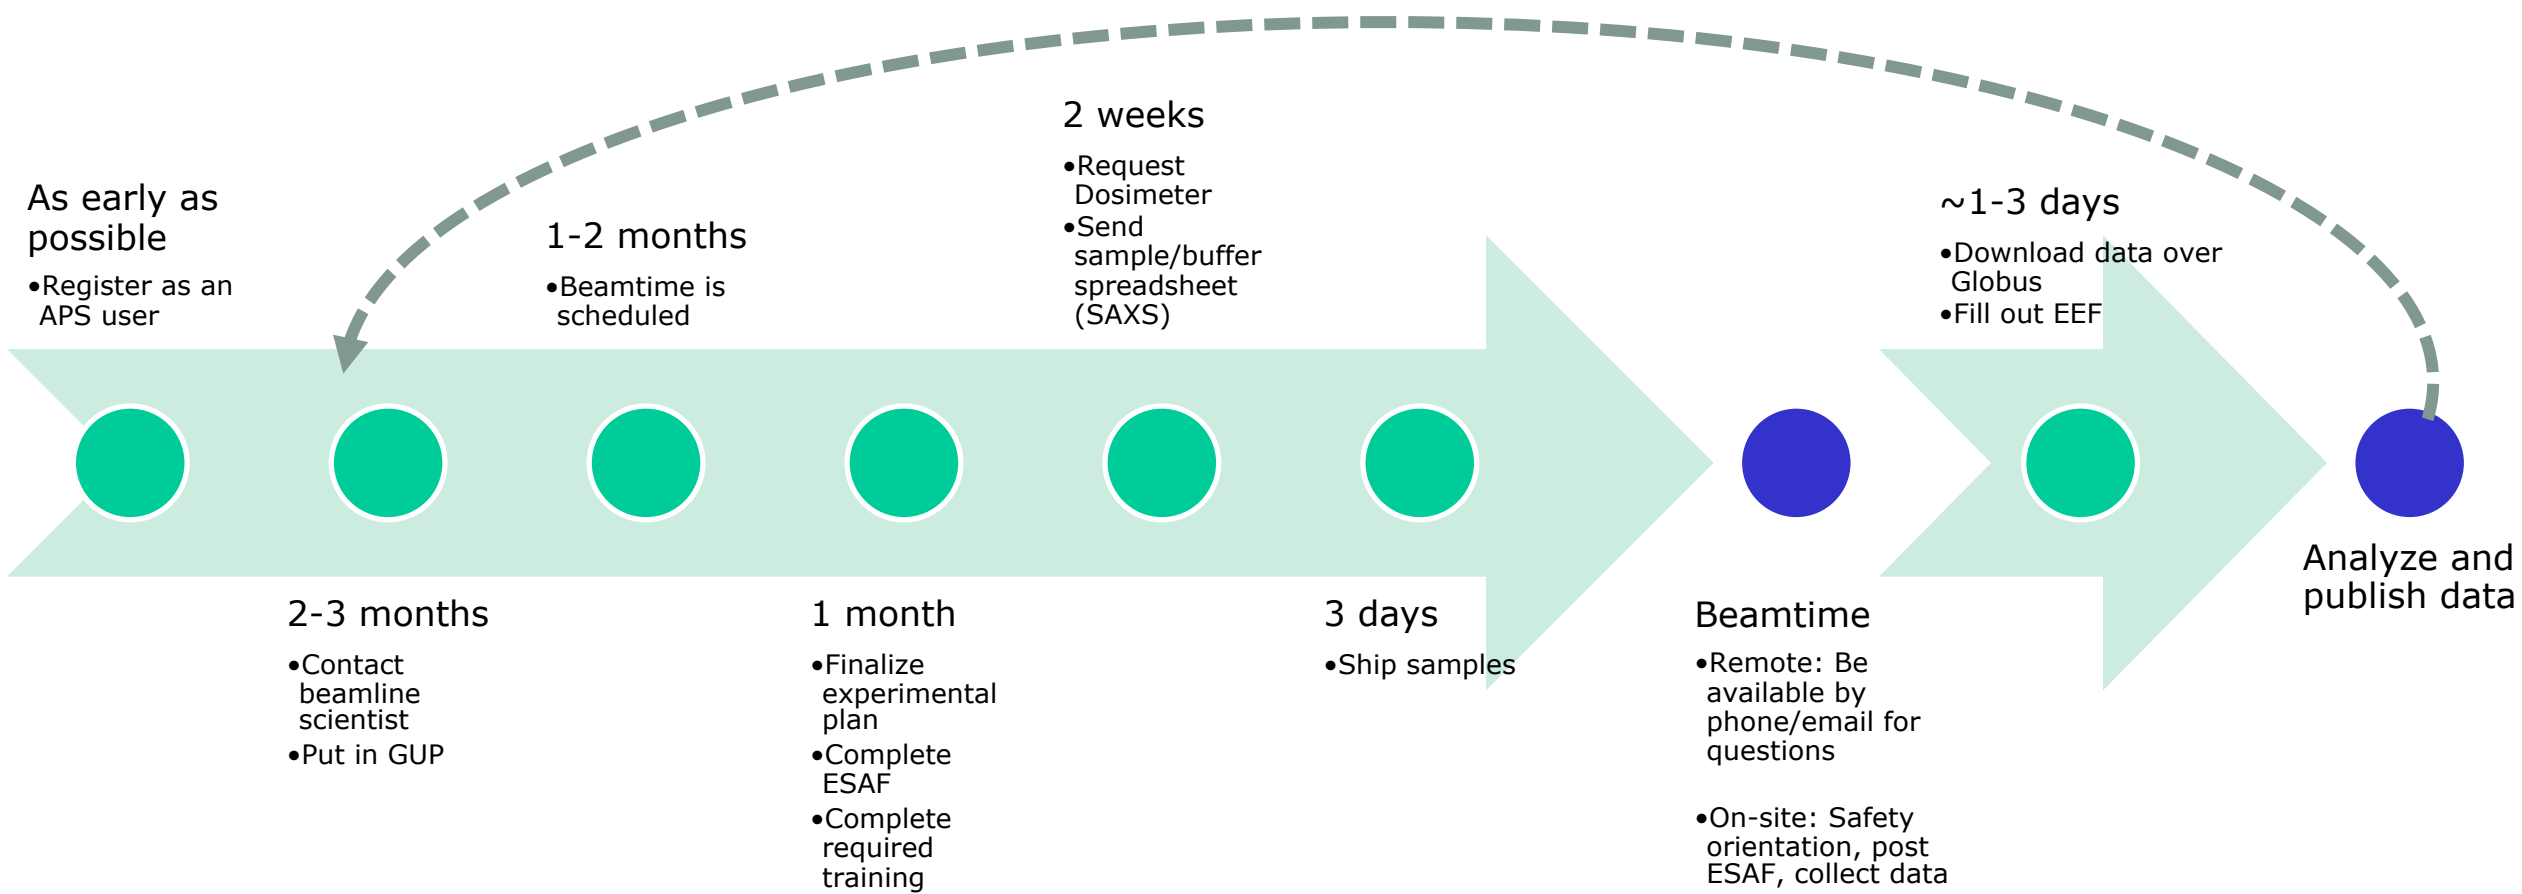 As early as
possible
•Register as an
APS user
2-3 months
•Contact
beamline
scientist
•Put in GUP
1-2 months
•Beamtime is
scheduled
1 month
•Finalize
experimental
plan
•Complete
ESAF
•Complete
required
training
2 weeks
•Request
Dosimeter
•Send
sample/buffer
spreadsheet
(SAXS)
3 days
•Ship samples
Beamtime
•Remote: Be
available by
phone/email for
questions
•On-site: Safety
orientation, post
ESAF, collect data
~1-3 days
•Download data over
Globus
•Fill out EEF
Analyze and
publish data